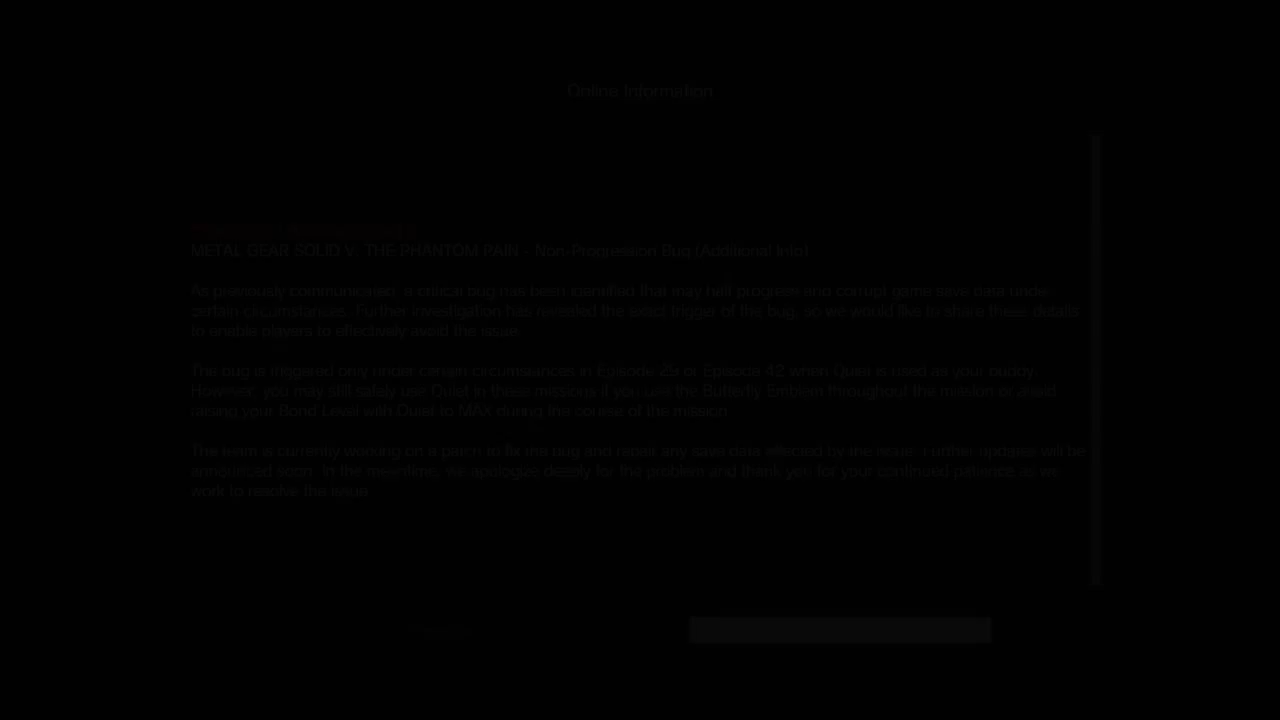 Online Information
METAL GEAR SOLID V: THE PHANTOM PAIN - Non-Progression Bug (Additional Info)
As previously communicated, a critical bug has been identified that may halt progress and corrupt game save data under
certain circumstances. Further investigation has revealed the exact trigger of the bug, so we would like to share these details
to enable players to effectively avoid the issue.
The bug is triggered only under certain circumstances in Episode 29 or Episode 42 when Quiet is used as your buddy.
However, you may still safely use Quiet in these missions if you use the Butterfly Emblem throughout the mission or avoid
raising your Bond Level with Quiet to MAX during the course of the mission.
The team is currently working on a patch to fix the bug and repair any save data affected by the issue. Further updates will be
announced soon. In the meantime, we apologize deeply for the problem and thank you for your continued patience as we
work to resolve the issue.